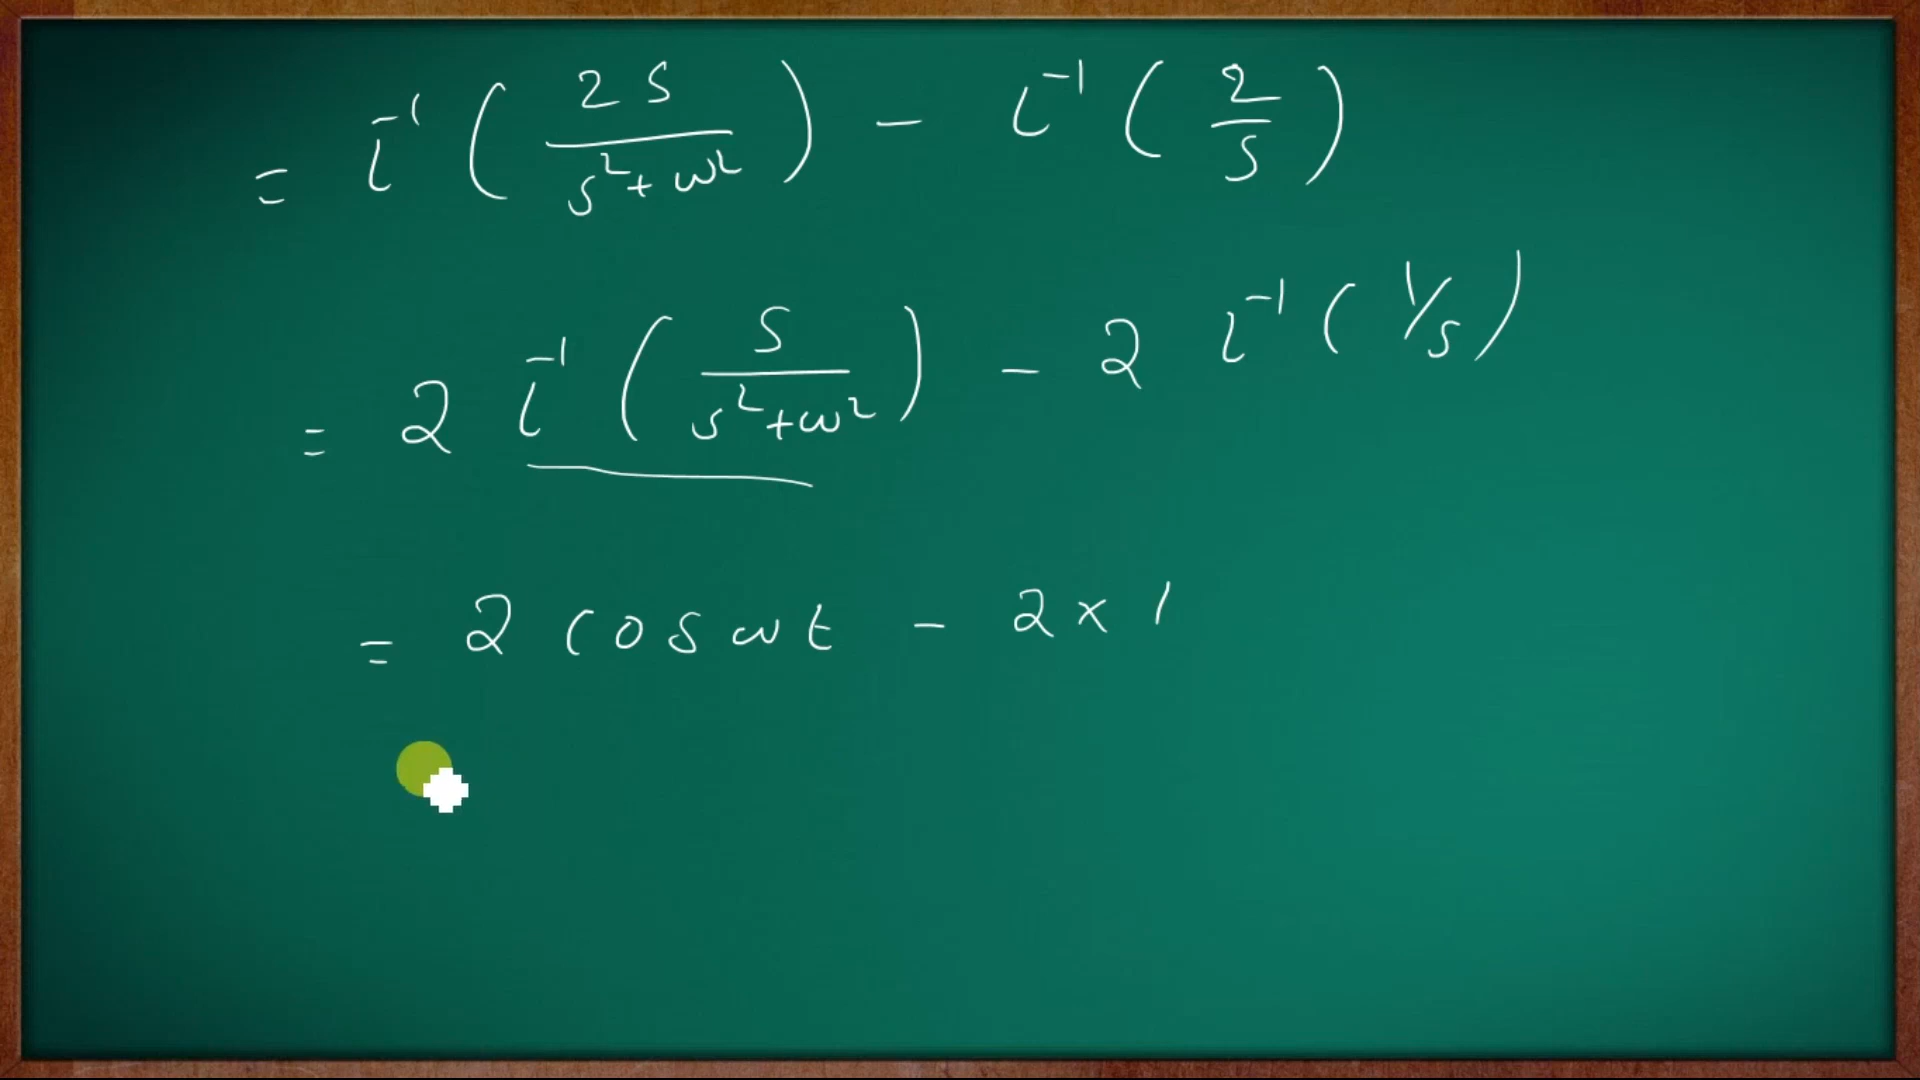 = L⁻¹ ( 2s / s² + ω² ) - L⁻¹ ( 2 / s )
= 2 L⁻¹ ( s / s² + ω² ) - 2 L⁻¹ ( 1/s )
= 2 cos ωt - 2 × 1